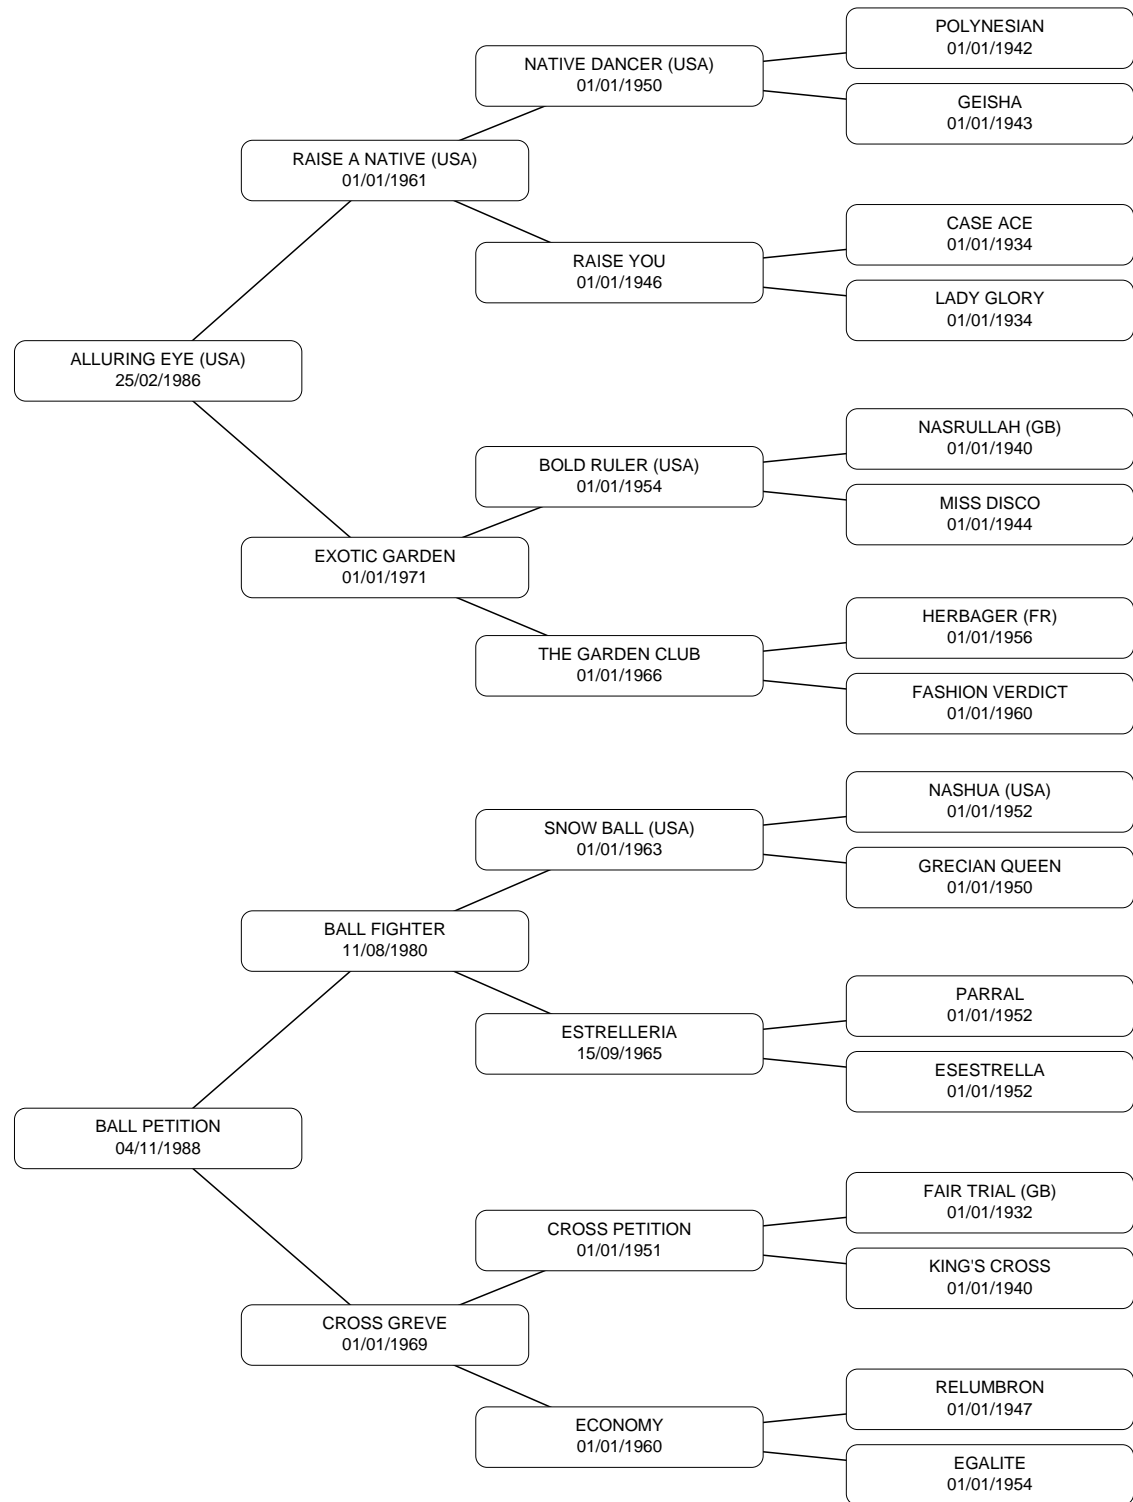 POLYNESIAN
01/01/1942
NATIVE DANCER (USA)
01/01/1950
GEISHA
01/01/1943
RAISE A NATIVE (USA)
01/01/1961
CASE ACE
01/01/1934
RAISE YOU
01/01/1946
LADY GLORY
01/01/1934
ALLURING EYE (USA)
25/02/1986
NASRULLAH (GB)
01/01/1940
BOLD RULER (USA)
01/01/1954
MISS DISCO
01/01/1944
EXOTIC GARDEN
01/01/1971
HERBAGER (FR)
01/01/1956
THE GARDEN CLUB
01/01/1966
FASHION VERDICT
01/01/1960
NASHUA (USA)
01/01/1952
SNOW BALL (USA)
01/01/1963
GRECIAN QUEEN
01/01/1950
BALL FIGHTER
11/08/1980
PARRAL
01/01/1952
ESTRELLERIA
15/09/1965
ESESTRELLA
01/01/1952
BALL PETITION
04/11/1988
FAIR TRIAL (GB)
01/01/1932
CROSS PETITION
01/01/1951
KING'S CROSS
01/01/1940
CROSS GREVE
01/01/1969
RELUMBRON
01/01/1947
ECONOMY
01/01/1960
EGALITE
01/01/1954